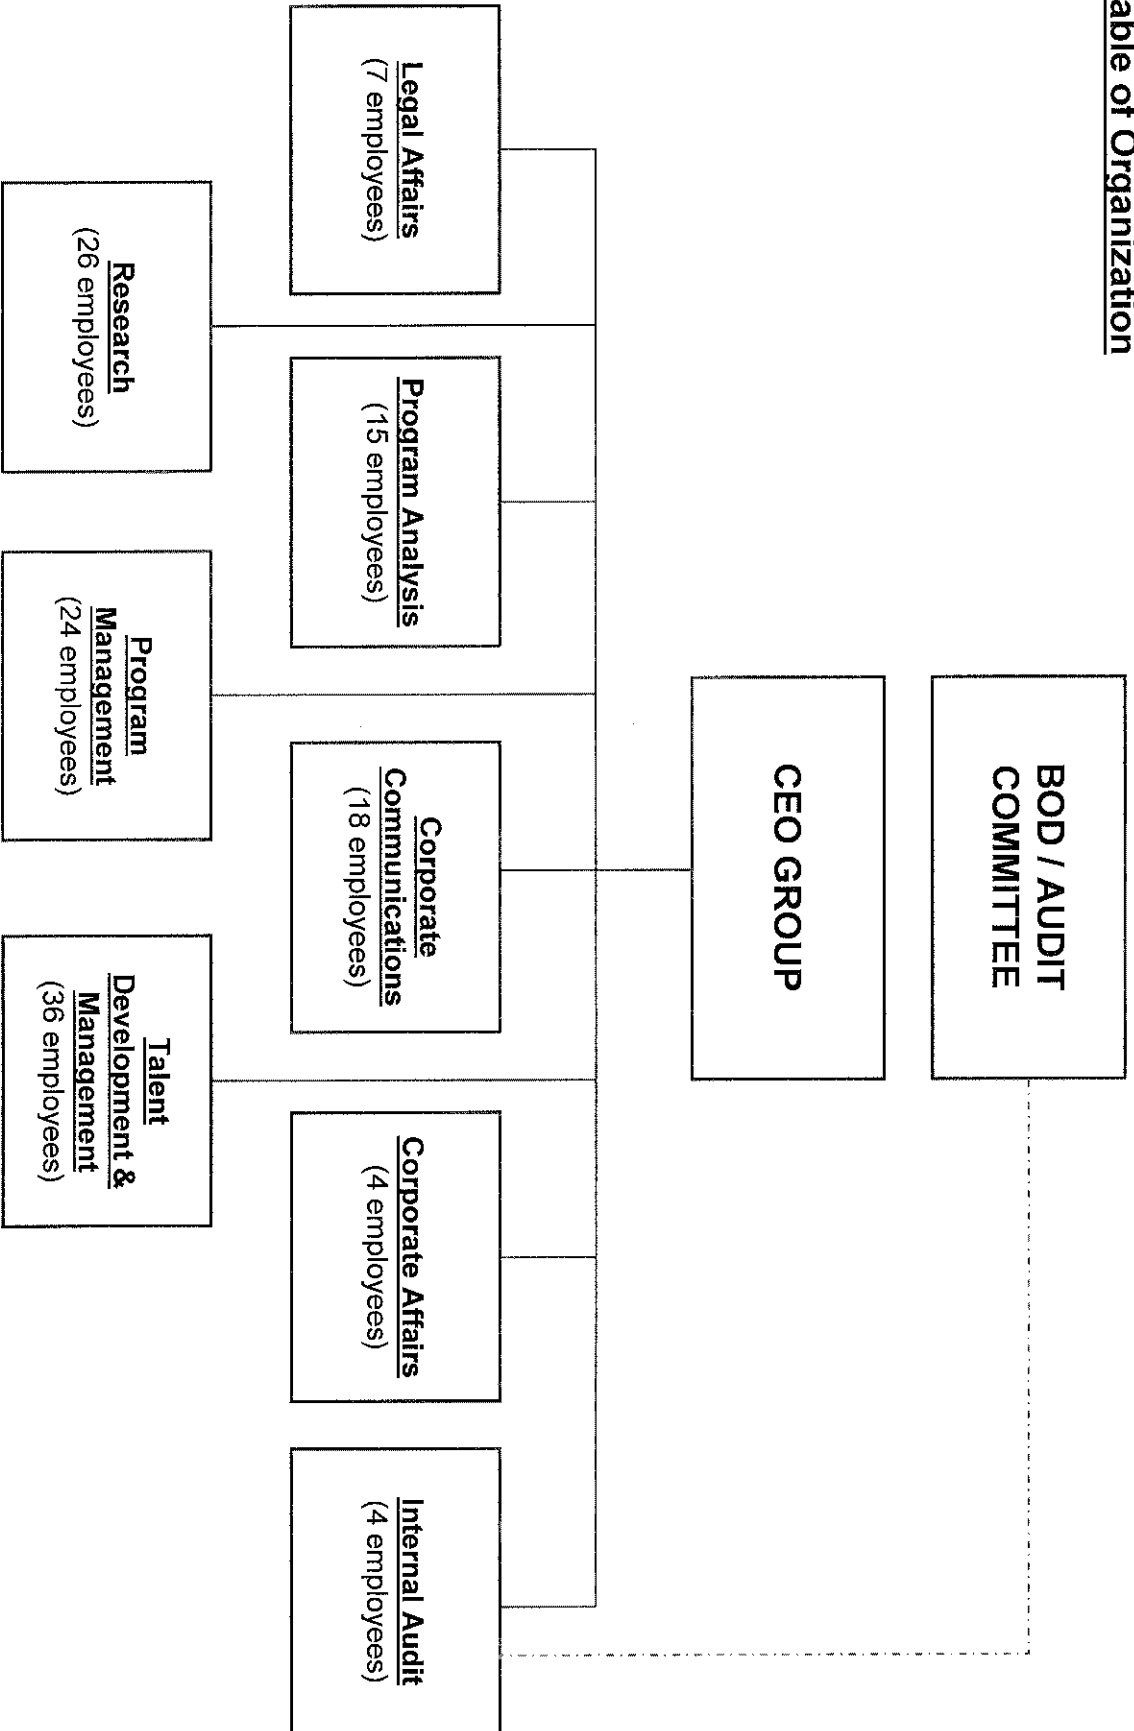 able of Organization
BOD / AUDIT
COMMITTEE
CEO GROUP
Legal Affairs
(7 employees)
Program Analysis
(15 employees)
Corporate
Communications
(18 employees)
Corporate Affairs
(4 employees)
Internal Audit
(4 employees)
Research
(26 employees)
Program
Management
(24 employees)
Talent
Development &
Management
(36 employees)